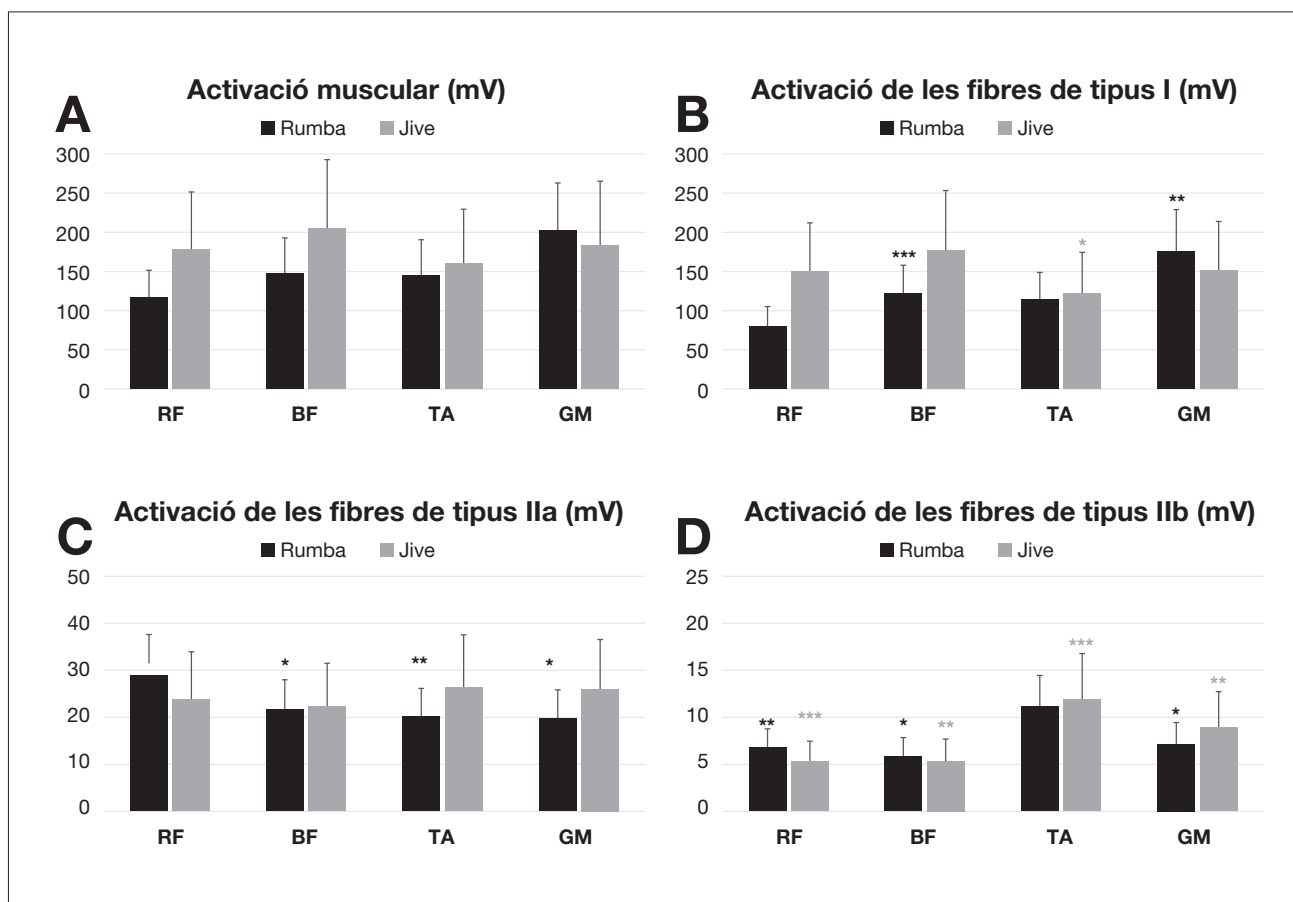 A
Activació muscular (mV)
Rumba Jive
300
250
200
150
100
50
0
RF BF TA GM
B
Activació de les fibres de tipus I (mV)
Rumba Jive
300
250
200
150
100
50
0
*** * **
RF BF TA GM
C
Activació de les fibres de tipus IIa (mV)
Rumba Jive
50
40
30
20
10
0
* ** *
RF BF TA GM
D
Activació de les fibres de tipus IIb (mV)
Rumba Jive
25
20
15
10
5
0
** *** * ** *** * **
RF BF TA GM